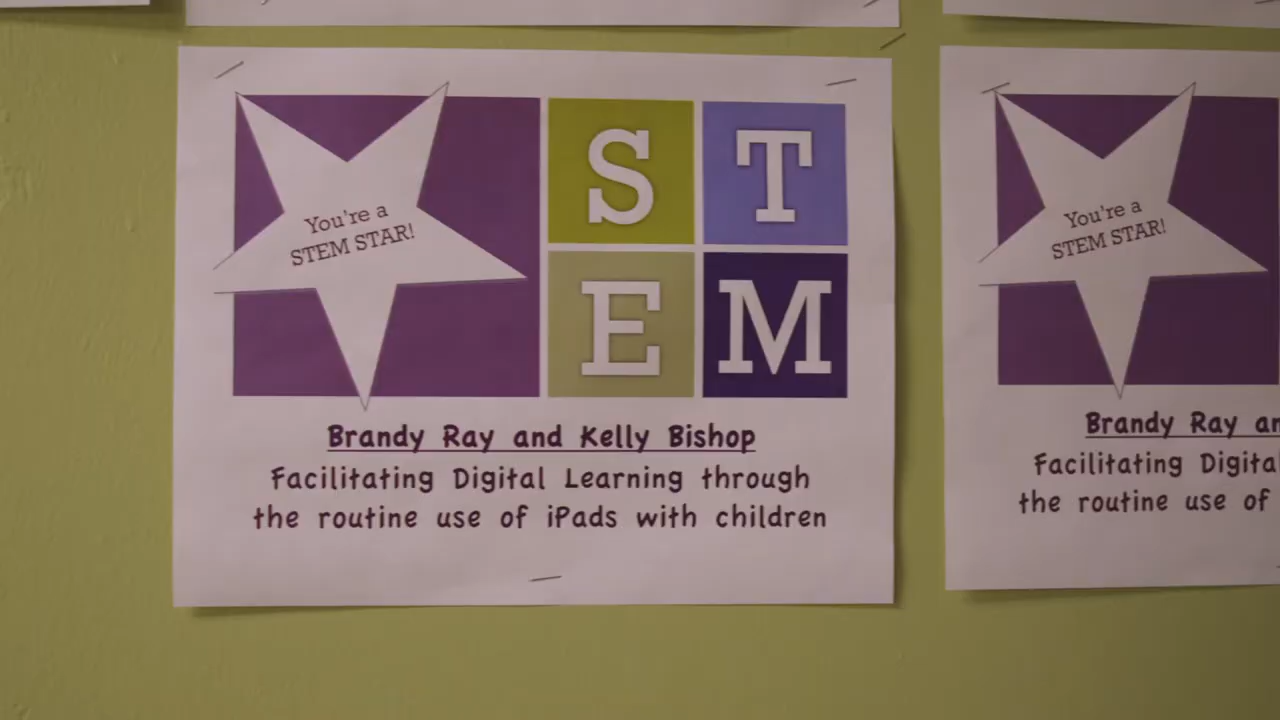 You're a
STEM STAR!
S T
E M
Brandy Ray and Kelly Bishop
Facilitating Digital Learning through
the routine use of iPads with children
You're a
STEM STAR!
Brandy Ray
Facilitating
the routine use of